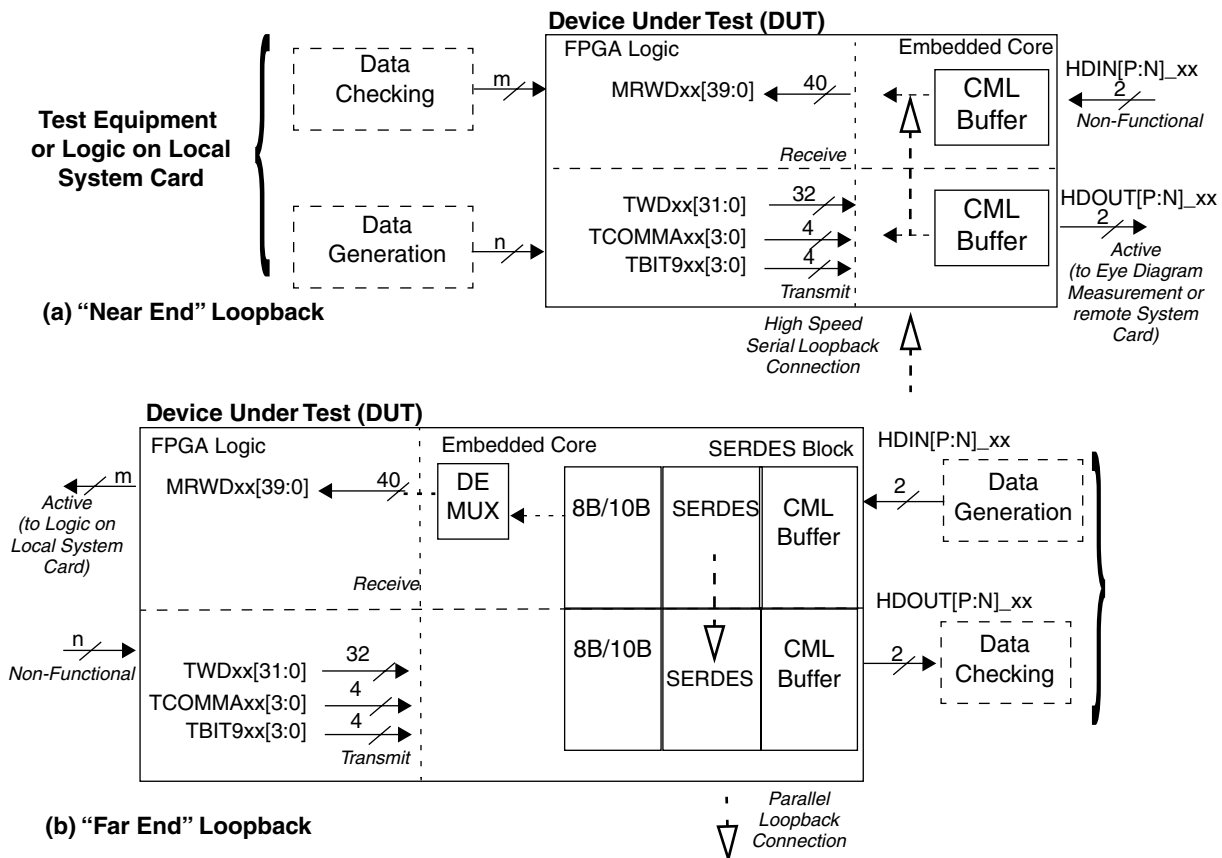 Device Under Test (DUT)
FPGA Logic
Embedded Core
Data
Checking
m
MRWDxx[39:0]
40
CML
Buffer
HDIN[P:N]_xx
2
Non-Functional
Test Equipment
or Logic on Local
System Card
Receive
Data
Generation
n
TWDxx[31:0]
32
TCOMMAxx[3:0]
4
TBIT9xx[3:0]
4
Transmit
CML
Buffer
HDOUT[P:N]_xx
2
Active
(to Eye Diagram
Measurement or
remote System
Card)
(a) “Near End” Loopback
High Speed
Serial Loopback
Connection
Device Under Test (DUT)
FPGA Logic
Embedded Core
SERDES Block
m
Active
(to Logic on
Local System
Card)
MRWDxx[39:0]
40
DE
MUX
8B/10B
SERDES
CML
Buffer
HDIN[P:N]_xx
2
Data
Generation
Receive
n
Non-Functional
TWDxx[31:0]
32
TCOMMAxx[3:0]
4
TBIT9xx[3:0]
4
Transmit
8B/10B
SERDES
CML
Buffer
HDOUT[P:N]_xx
2
Data
Checking
(b) “Far End” Loopback
Parallel
Loopback
Connection